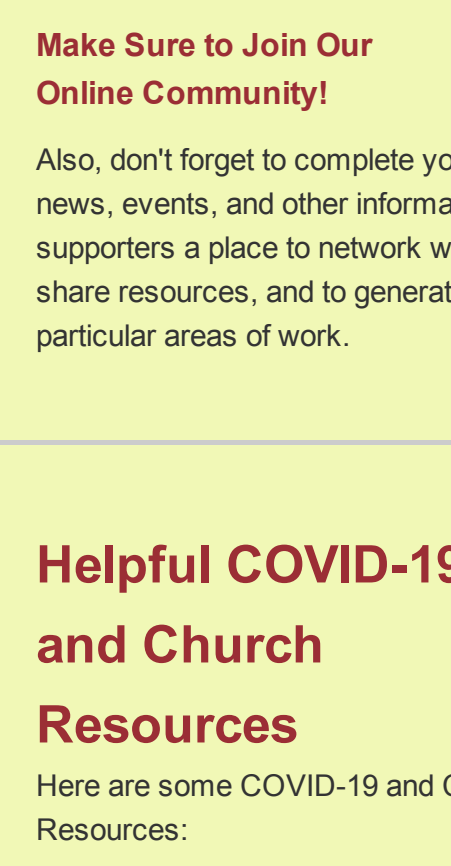 Make Sure to Join Our
Online Community!
Also, don't forget to complete yo
news, events, and other informa
supporters a place to network w
share resources, and to generat
particular areas of work.
Helpful COVID-19
and Church
Resources
Here are some COVID-19 and C
Resources: